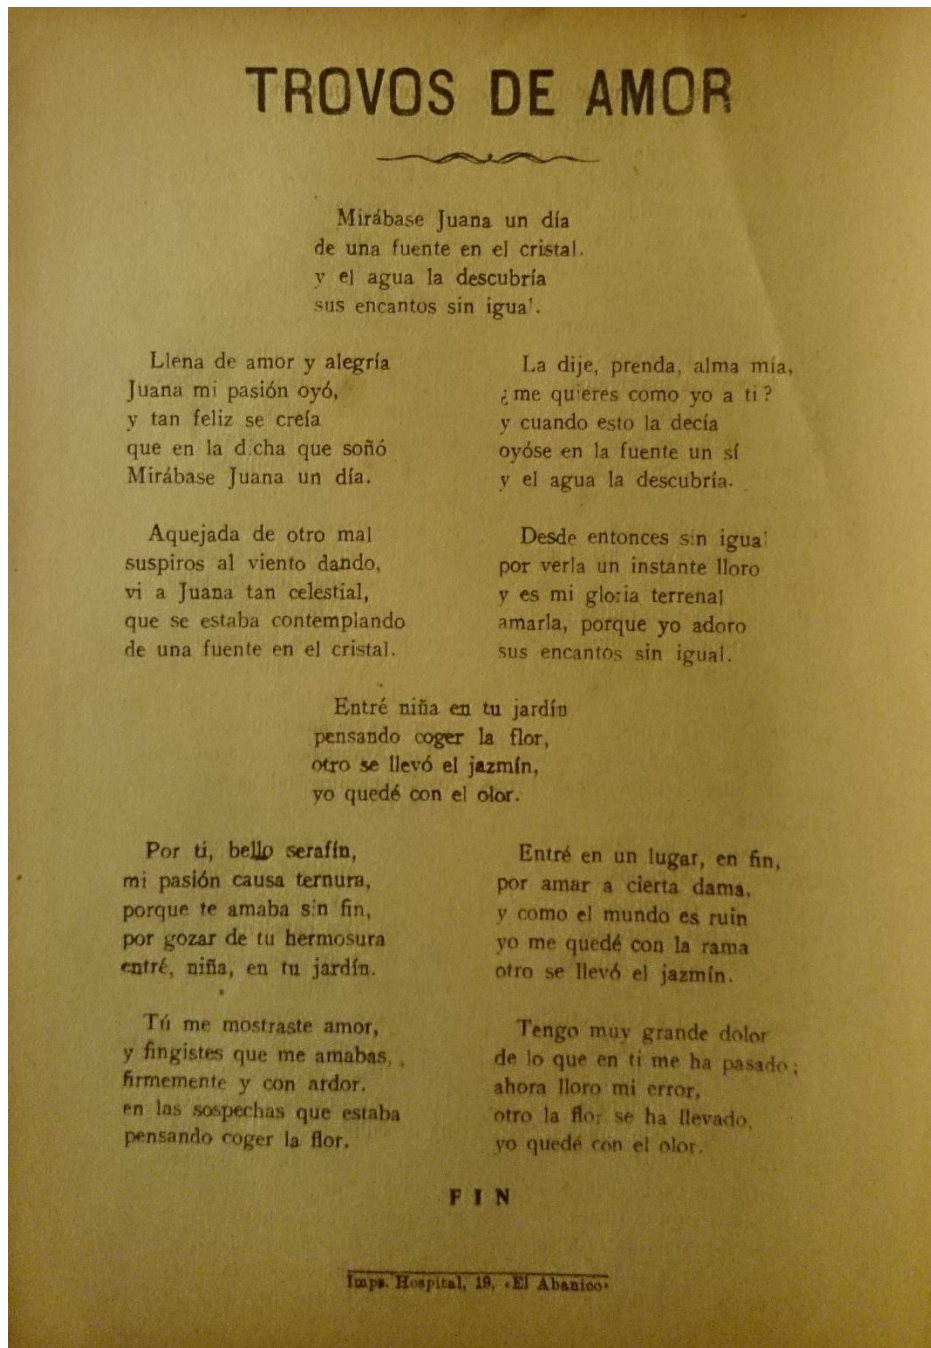 TROVOS DE AMOR
Mirábase Juana un día
de una fuente en el cristal.
y el agua la descubría
sus encantos sin igual.
Llena de amor y alegría
Juana mi pasión oyó,
y tan feliz se creía
que en la dicha que soñó
Mirábase Juana un día.
Aquejada de otro mal
suspiros al viento dando,
vi a Juana tan celestial,
que se estaba contemplando
de una fuente en el cristal.
La dije, prenda, alma mía,
¿me quieres como yo a ti?
y cuando esto la decía
oyóse en la fuente un sí
y el agua la descubría.
Desde entonces sin igual
por verla un instante lloro
y es mi gloria terrenal
amarla, porque yo adoro
sus encantos sin igual.
Entré niña en tu jardín
pensando coger la flor,
otro se llevó el jazmín,
yo quedé con el olor.
Por ti, bello serafín,
mi pasión causa ternura,
porque te amaba sin fin,
por gozar de tu hermosura
entré, niña, en tu jardín.
Tú me mostraste amor,
y fingistes que me amabas,
firmemente y con ardor.
en las sospechas que estaba
pensando coger la flor.
Entré en un lugar, en fin,
por amar a cierta dama,
y como el mundo es ruin
yo me quedé con la rama
otro se llevó el jazmín.
Tengo muy grande dolor
de lo que en ti me ha pasado;
ahora lloro mi error,
otro la flor se ha llevado,
yo quedé con el olor.
FIN
Imps. Hospital, 19, «El Abanico»